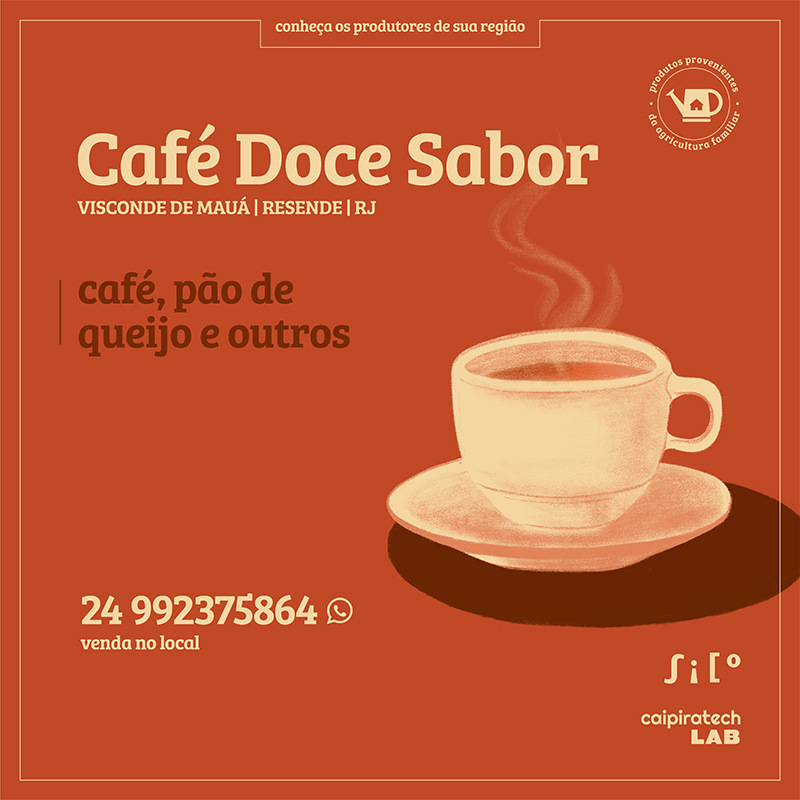 conheça os produtores de sua região
produtos provenientes
da agricultura familiar
Café Doce Sabor
VISCONDE DE MAUÁ | RESENDE | RJ
café, pão de
queijo e outros
24 992375864
venda no local
Silo
caipiratech
LAB